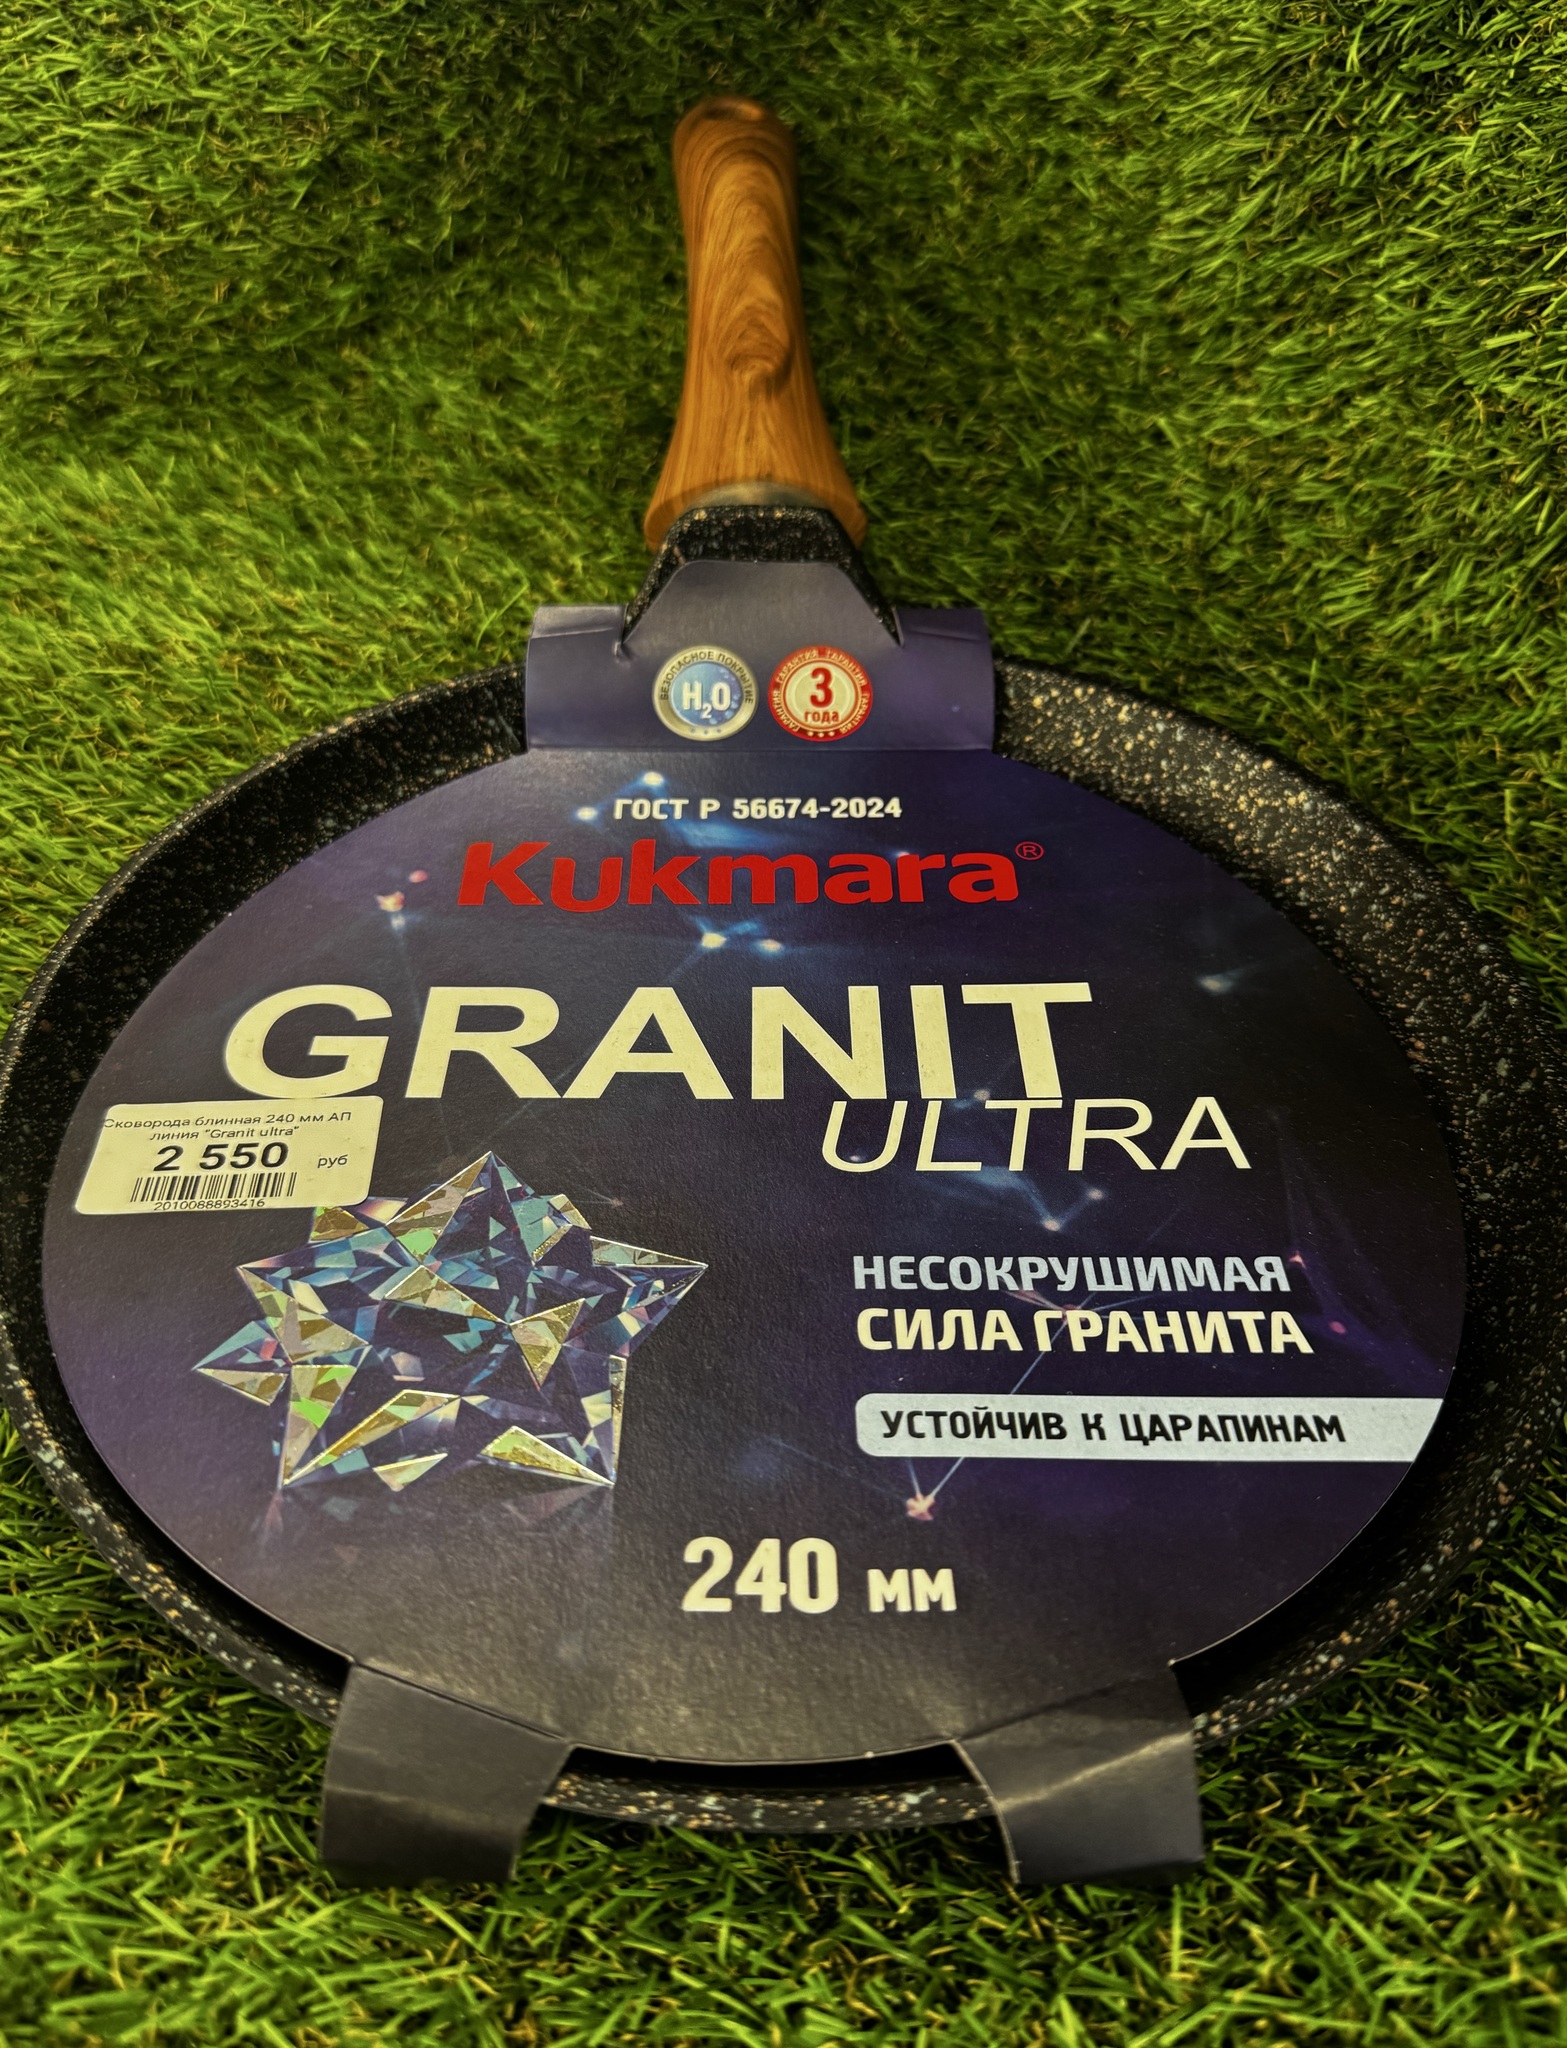 БЕЗОПАСНОЕ ПОКРЫТИЕ
H₂O
ГАРАНТИЯ ГАРАНТИЯ ГАРАНТИЯ ГАРАНТИЯ
3
года
ГОСТ Р 56674-2024
Kukmara®
GRANIT
ULTRA
Сковорода блинная 240 мм АП
линия "Granit ultra"
2 550 руб
2010088893416
НЕСОКРУШИМАЯ
СИЛА ГРАНИТА
УСТОЙЧИВ К ЦАРАПИНАМ
240 мм